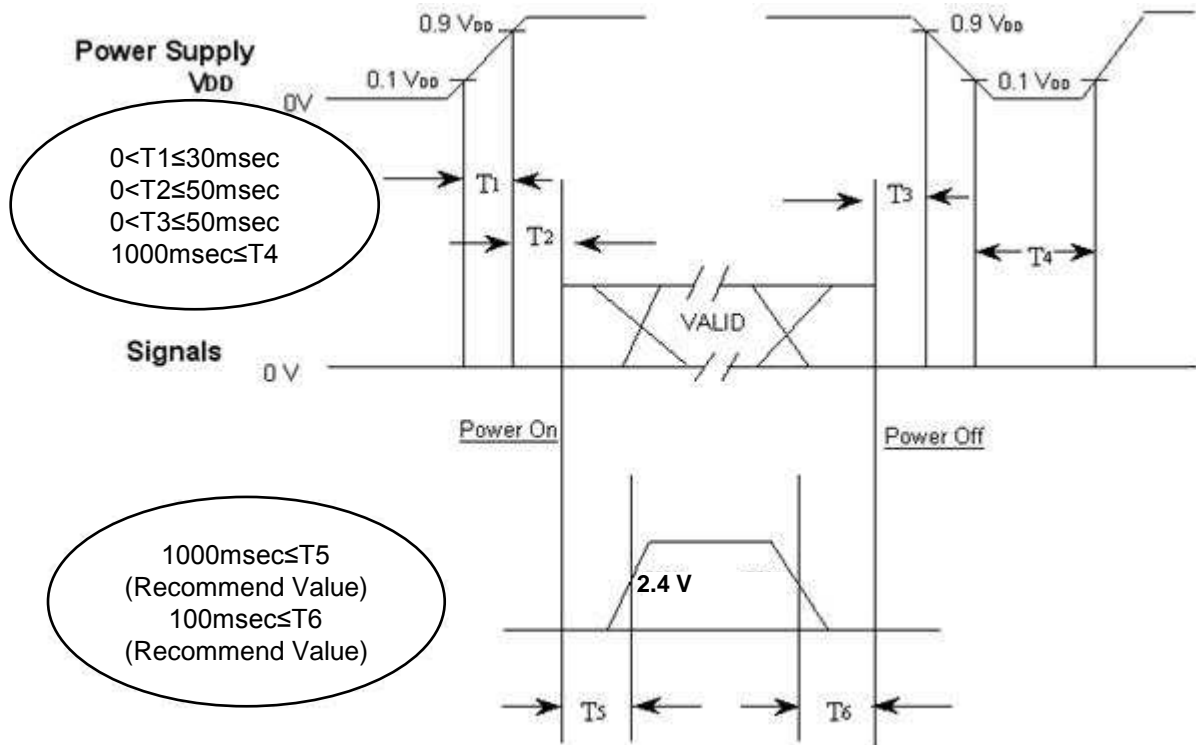 0.9 VDD
0.9 VDD
Power Supply
VDD
0.1 VDD
0.1 VDD
0V
0<T1≤30msec
0<T2≤50msec
0<T3≤50msec
1000msec≤T4
T1
T3
T2
T4
VALID
Signals
0 V
Power On
Power Off
1000msec≤T5
(Recommend Value)
100msec≤T6
(Recommend Value)
2.4 V
T5
T6